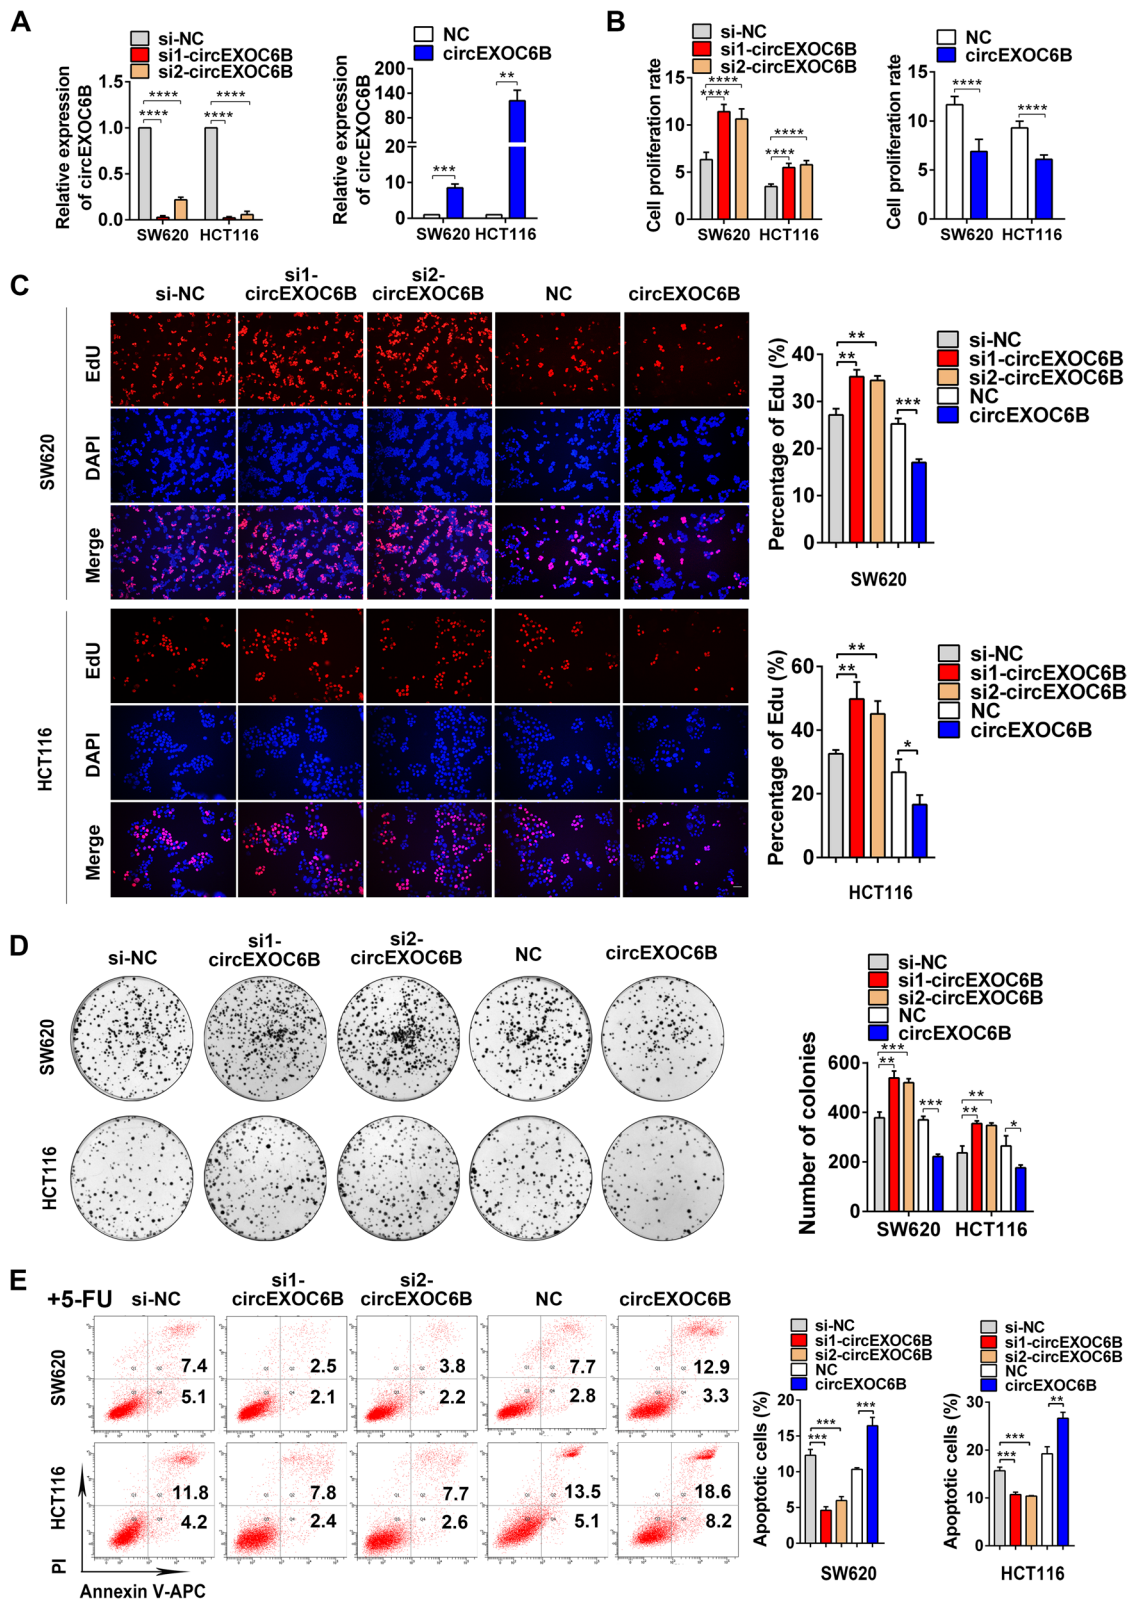 A
si-NC
si1-circEXOC6B
si2-circEXOC6B
Relative expression
of circEXOC6B
1.5
1.0
0.5
0.0
****
****
****
****
SW620 HCT116
NC
circEXOC6B
Relative expression
of circEXOC6B
200
140
80
20
10
0
***
**
SW620 HCT116
B
si-NC
si1-circEXOC6B
si2-circEXOC6B
Cell proliferation rate
15
10
5
0
****
****
****
****
SW620 HCT116
NC
circEXOC6B
Cell proliferation rate
15
10
5
0
****
****
SW620 HCT116
C
si-NC
si1-
circEXOC6B
si2-
circEXOC6B
NC
circEXOC6B
SW620
EdU
DAPI
Merge
HCT116
EdU
DAPI
Merge
Percentage of Edu (%)
40
30
20
10
0
**
**
***
SW620
si-NC
si1-circEXOC6B
si2-circEXOC6B
NC
circEXOC6B
Percentage of Edu (%)
60
40
20
0
**
**
*
HCT116
si-NC
si1-circEXOC6B
si2-circEXOC6B
NC
circEXOC6B
D
si-NC
si1-
circEXOC6B
si2-
circEXOC6B
NC
circEXOC6B
SW620
HCT116
si-NC
si1-circEXOC6B
si2-circEXOC6B
NC
circEXOC6B
Number of colonies
600
400
200
0
***
**
***
**
**
*
SW620 HCT116
E
+5-FU
si-NC
si1-
circEXOC6B
si2-
circEXOC6B
NC
circEXOC6B
SW620
7.4
5.1
2.5
2.1
3.8
2.2
7.7
2.8
12.9
3.3
HCT116
11.8
4.2
7.8
2.4
7.7
2.6
13.5
5.1
18.6
8.2
PI
Annexin V-APC
si-NC
si1-circEXOC6B
si2-circEXOC6B
NC
circEXOC6B
Apoptotic cells (%)
20
15
10
5
0
***
***
***
SW620
si-NC
si1-circEXOC6B
si2-circEXOC6B
NC
circEXOC6B
Apoptotic cells (%)
30
20
10
0
***
***
**
HCT116